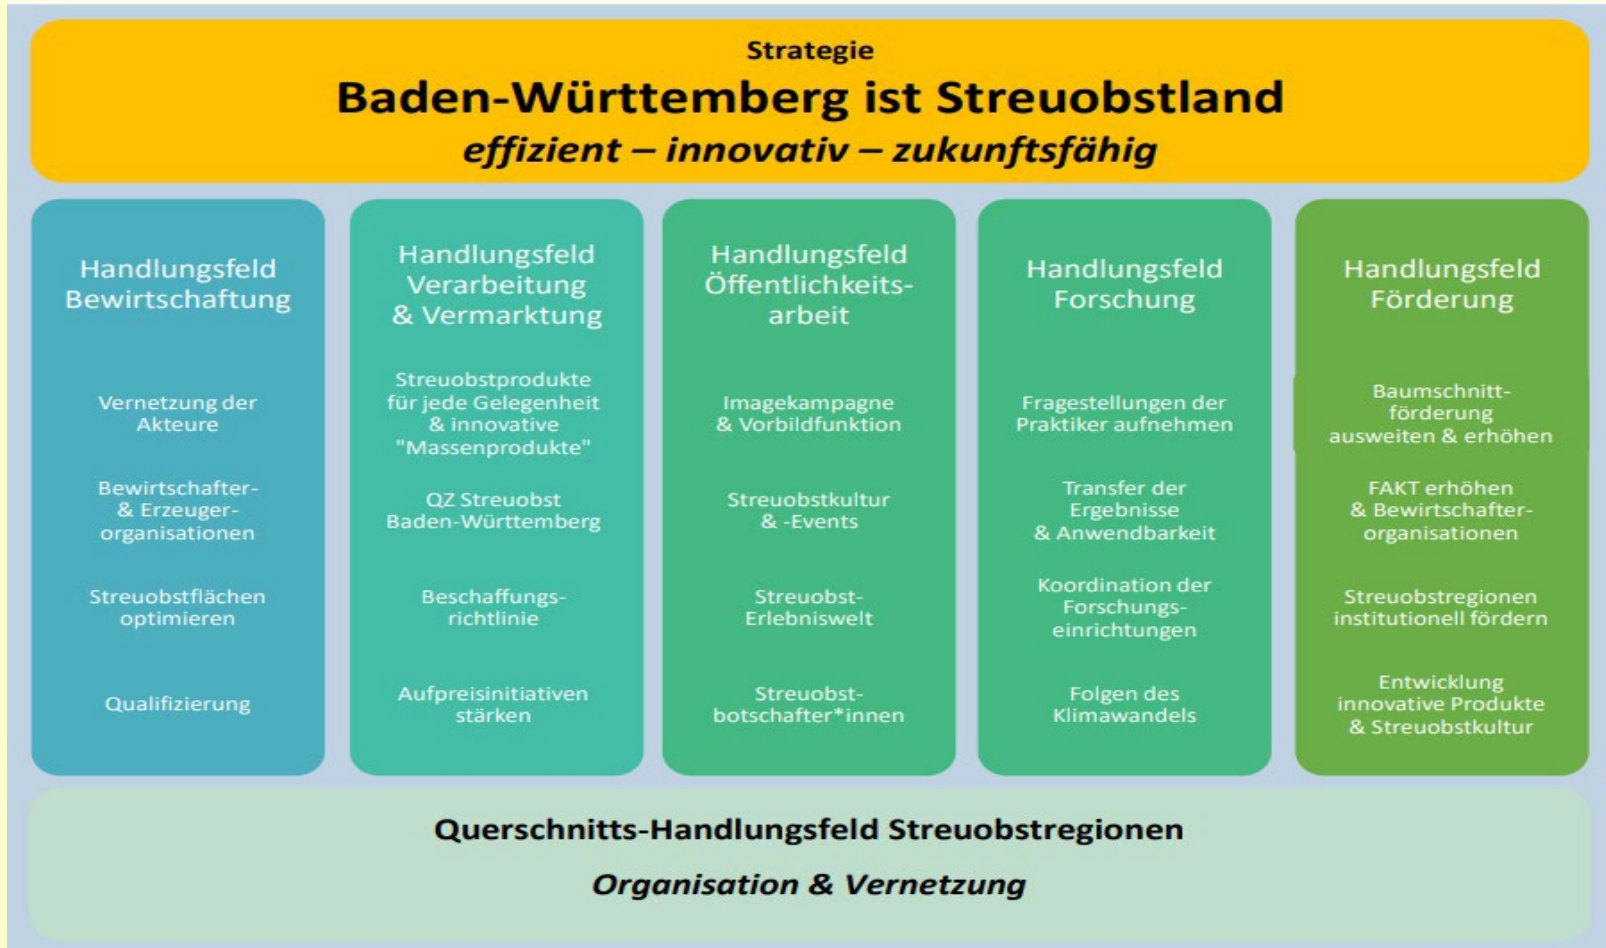 Strategie
Baden-Württemberg ist Streuobstland
effizient – innovativ – zukunftsfähig
Handlungsfeld
Bewirtschaftung
Vernetzung der
Akteure
Bewirtschafter-
& Erzeuger-
organisationen
Streuobstflächen
optimieren
Qualifizierung
Handlungsfeld
Verarbeitung
& Vermarktung
Streuobstprodukte
für jede Gelegenheit
& innovative
"Massenprodukte"
QZ Streuobst
Baden-Württemberg
Beschaffungs-
richtlinie
Aufpreisinitiativen
stärken
Handlungsfeld
Öffentlichkeits-
arbeit
Imagekampagne
& Vorbildfunktion
Streuobstkultur
& -Events
Streuobst-
Erlebniswelt
Streuobst-
botschafter*innen
Handlungsfeld
Forschung
Fragestellungen der
Praktiker aufnehmen
Transfer der
Ergebnisse
& Anwendbarkeit
Koordination der
Forschungs-
einrichtungen
Folgen des
Klimawandels
Handlungsfeld
Förderung
Baumschnitt-
förderung
ausweiten & erhöhen
FAKT erhöhen
& Bewirtschafter-
organisationen
Streuobstregionen
institutionell fördern
Entwicklung
innovative Produkte
& Streuobstkultur
Querschnitts-Handlungsfeld Streuobstregionen
Organisation & Vernetzung